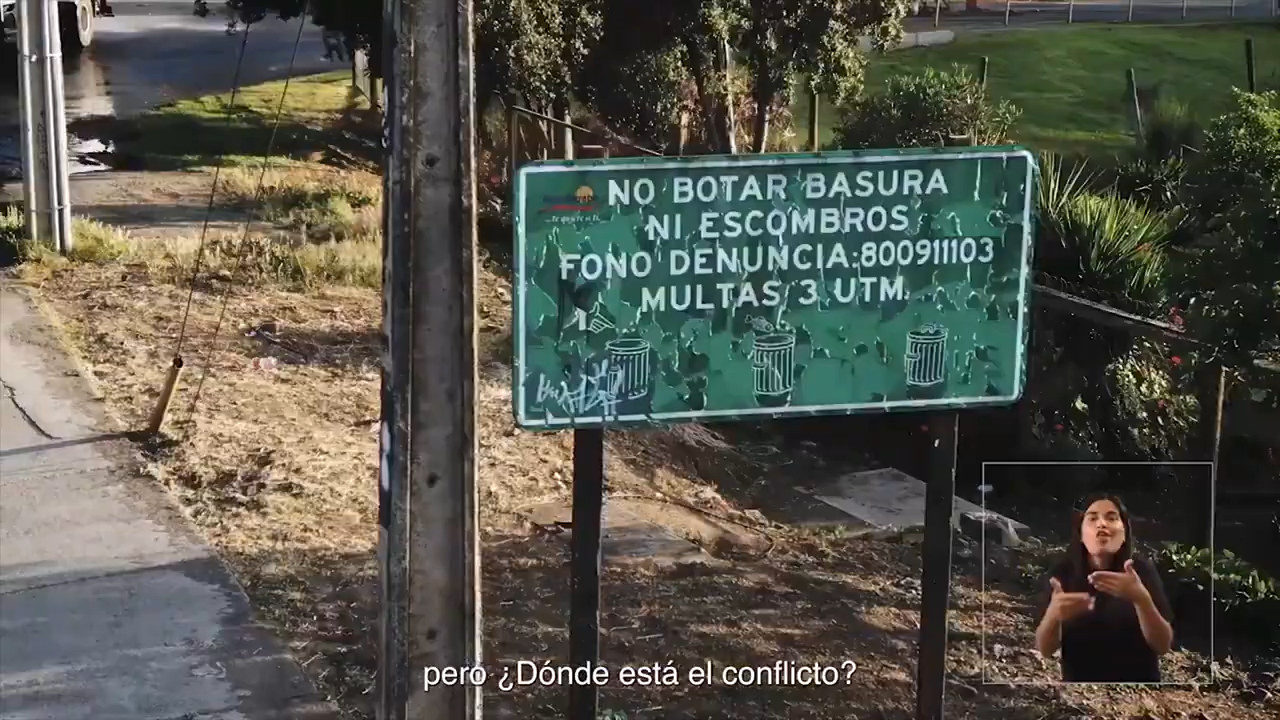 NO BOTAR BASURA
NI ESCOMBROS
FONO DENUNCIA:800911103
MULTAS 3 UTM.
pero ¿Dónde está el conflicto?